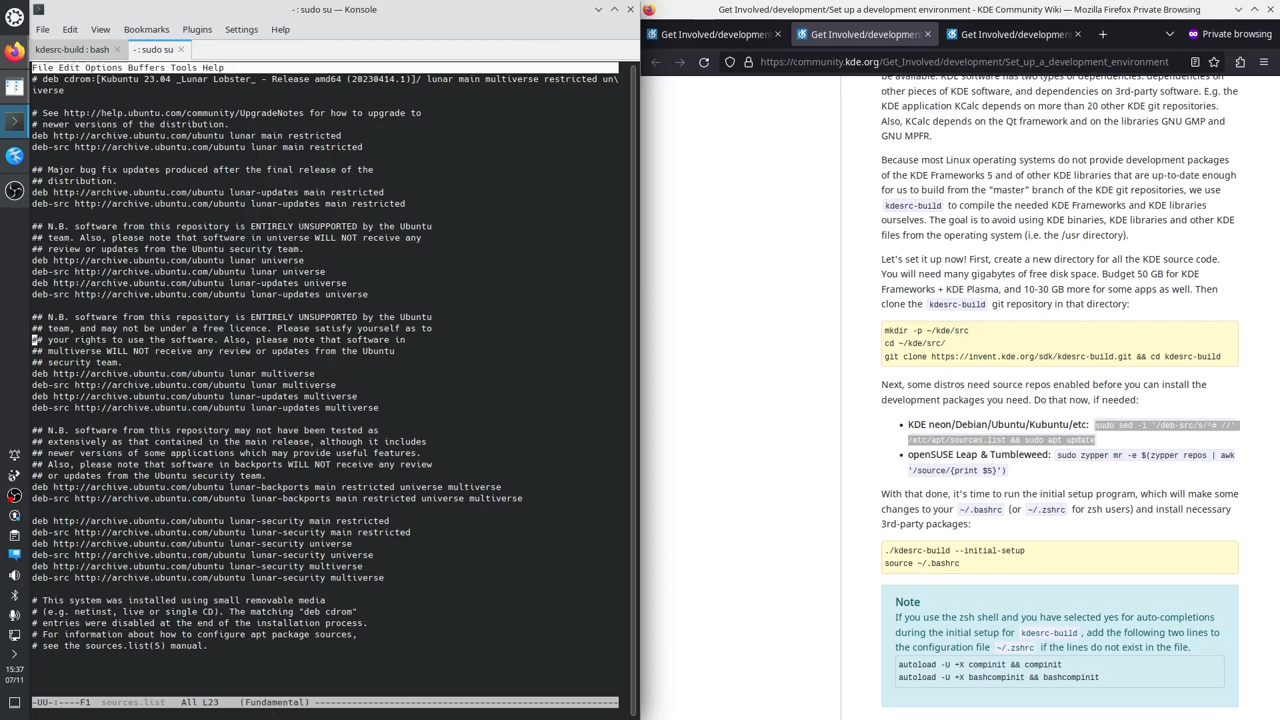 - : sudo su — Konsole
File Edit View Bookmarks Plugins Settings Help
kdesrc-build : bash
- : sudo su
File Edit Options Buffers Tools Help
# deb cdrom:[Kubuntu 23.04 _Lunar Lobster_ - Release amd64 (20230414.1)]/ lunar main multiverse restricted un\
iverse
# See http://help.ubuntu.com/community/UpgradeNotes for how to upgrade to
# newer versions of the distribution.
deb http://archive.ubuntu.com/ubuntu lunar main restricted
deb-src http://archive.ubuntu.com/ubuntu lunar main restricted
## Major bug fix updates produced after the final release of the
## distribution.
deb http://archive.ubuntu.com/ubuntu lunar-updates main restricted
deb-src http://archive.ubuntu.com/ubuntu lunar-updates main restricted
## N.B. software from this repository is ENTIRELY UNSUPPORTED by the Ubuntu
## team. Also, please note that software in universe WILL NOT receive any
## review or updates from the Ubuntu security team.
deb http://archive.ubuntu.com/ubuntu lunar universe
deb-src http://archive.ubuntu.com/ubuntu lunar universe
deb http://archive.ubuntu.com/ubuntu lunar-updates universe
deb-src http://archive.ubuntu.com/ubuntu lunar-updates universe
## N.B. software from this repository is ENTIRELY UNSUPPORTED by the Ubuntu
## team, and may not be under a free licence. Please satisfy yourself as to
## your rights to use the software. Also, please note that software in
## multiverse WILL NOT receive any review or updates from the Ubuntu
## security team.
deb http://archive.ubuntu.com/ubuntu lunar multiverse
deb-src http://archive.ubuntu.com/ubuntu lunar multiverse
deb http://archive.ubuntu.com/ubuntu lunar-updates multiverse
deb-src http://archive.ubuntu.com/ubuntu lunar-updates multiverse
## N.B. software from this repository may not have been tested as
## extensively as that contained in the main release, although it includes
## newer versions of some applications which may provide useful features.
## Also, please note that software in backports WILL NOT receive any review
## or updates from the Ubuntu security team.
deb http://archive.ubuntu.com/ubuntu lunar-backports main restricted universe multiverse
deb-src http://archive.ubuntu.com/ubuntu lunar-backports main restricted universe multiverse
deb http://archive.ubuntu.com/ubuntu lunar-security main restricted
deb-src http://archive.ubuntu.com/ubuntu lunar-security main restricted
deb http://archive.ubuntu.com/ubuntu lunar-security universe
deb-src http://archive.ubuntu.com/ubuntu lunar-security universe
deb http://archive.ubuntu.com/ubuntu lunar-security multiverse
deb-src http://archive.ubuntu.com/ubuntu lunar-security multiverse
# This system was installed using small removable media
# (e.g. netinst, live or single CD). The matching "deb cdrom"
# entries were disabled at the end of the installation process.
# For information about how to configure apt package sources,
# see the sources.list(5) manual.
-UU-:----F1 sources.list All L23 (Fundamental) ----------------------------------------------------------
15:37
07/11
Get Involved/development/Set up a development environment - KDE Community Wiki — Mozilla Firefox Private Browsing
Get Involved/development/
Get Involved/development/
Get Involved/development/
Private browsing
https://community.kde.org/Get_Involved/development/Set_up_a_development_environment
be available. KDE software has two types of dependencies: dependencies on
other pieces of KDE software, and dependencies on 3rd-party software. E.g. the
KDE application KCalc depends on more than 20 other KDE git repositories.
Also, KCalc depends on the Qt framework and on the libraries GNU GMP and
GNU MPFR.
Because most Linux operating systems do not provide development packages
of the KDE Frameworks 5 and of other KDE libraries that are up-to-date enough
for us to build from the "master" branch of the KDE git repositories, we use
kdesrc-build to compile the needed KDE Frameworks and KDE libraries
ourselves. The goal is to avoid using KDE binaries, KDE libraries and other KDE
files from the operating system (i.e. the /usr directory).
Let's set it up now! First, create a new directory for all the KDE source code.
You will need many gigabytes of free disk space. Budget 50 GB for KDE
Frameworks + KDE Plasma, and 10-30 GB more for some apps as well. Then
clone the kdesrc-build git repository in that directory:
mkdir -p ~/kde/src
cd ~/kde/src/
git clone https://invent.kde.org/sdk/kdesrc-build.git && cd kdesrc-build
Next, some distros need source repos enabled before you can install the
development packages you need. Do that now, if needed:
• KDE neon/Debian/Ubuntu/Kubuntu/etc: sudo sed -i '/deb-src/s/^# //'
/etc/apt/sources.list && sudo apt update
• openSUSE Leap & Tumbleweed: sudo zypper mr -e $(zypper repos | awk
'/source/{print $5}')
With that done, it's time to run the initial setup program, which will make some
changes to your ~/.bashrc (or ~/.zshrc for zsh users) and install necessary
3rd-party packages:
./kdesrc-build --initial-setup
source ~/.bashrc
Note
If you use the zsh shell and you have selected yes for auto-completions
during the initial setup for kdesrc-build, add the following two lines to
the configuration file ~/.zshrc if the lines do not exist in the file.
autoload -U +X compinit && compinit
autoload -U +X bashcompinit && bashcompinit